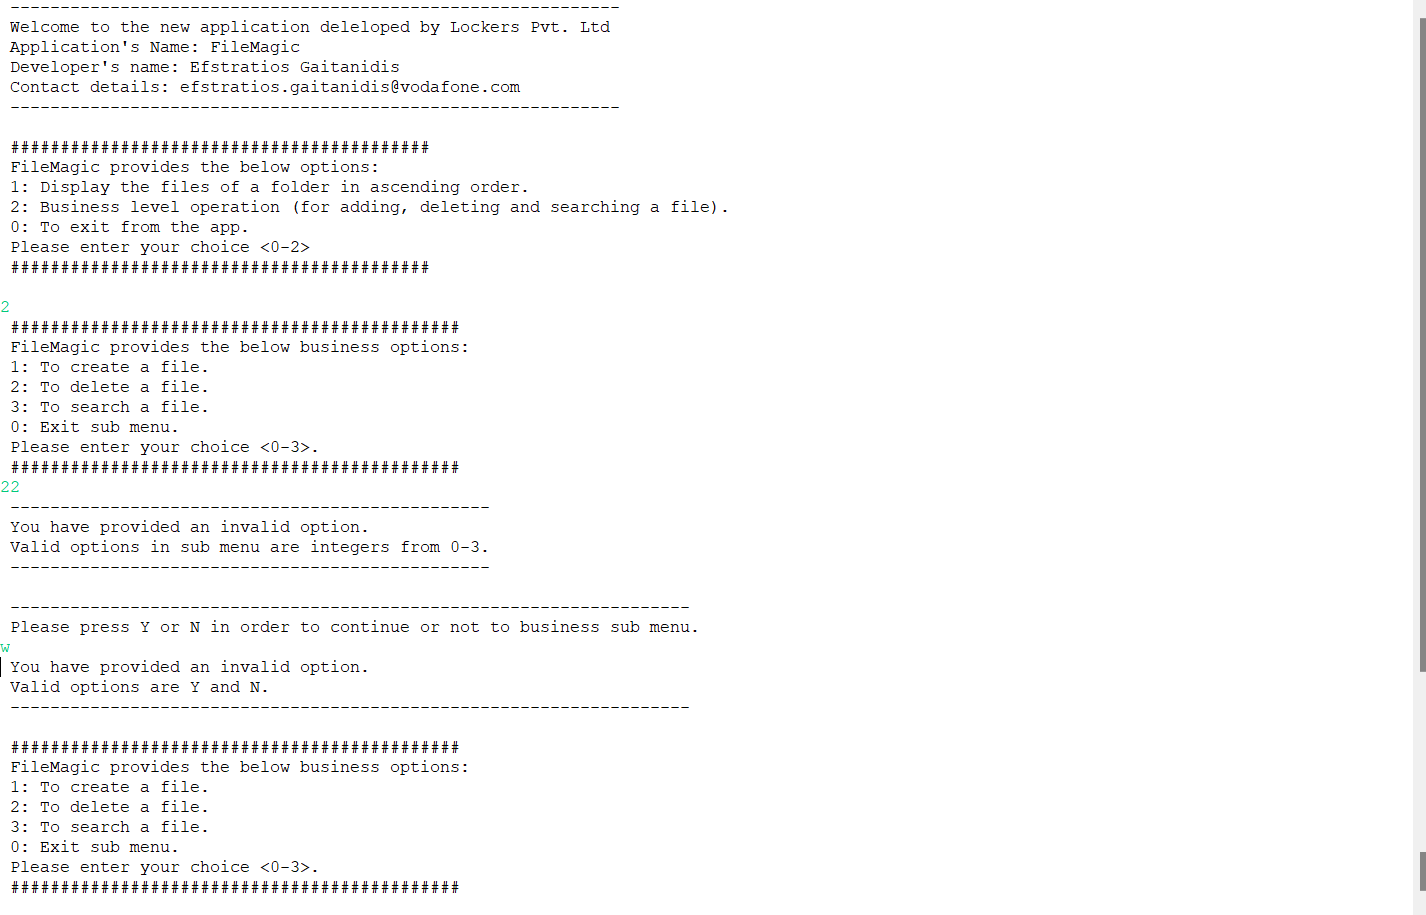 -------------------------------------------------------------
Welcome to the new application deleloped by Lockers Pvt. Ltd
Application's Name: FileMagic
Developer's name: Efstratios Gaitanidis
Contact details: efstratios.gaitanidis@vodafone.com
-------------------------------------------------------------
##########################################
FileMagic provides the below options:
1: Display the files of a folder in ascending order.
2: Business level operation (for adding, deleting and searching a file).
0: To exit from the app.
Please enter your choice <0-2>
##########################################
2
#############################################
FileMagic provides the below business options:
1: To create a file.
2: To delete a file.
3: To search a file.
0: Exit sub menu.
Please enter your choice <0-3>.
#############################################
22
------------------------------------------------
You have provided an invalid option.
Valid options in sub menu are integers from 0-3.
------------------------------------------------
--------------------------------------------------------------------
Please press Y or N in order to continue or not to business sub menu.
w
You have provided an invalid option.
Valid options are Y and N.
--------------------------------------------------------------------
#############################################
FileMagic provides the below business options:
1: To create a file.
2: To delete a file.
3: To search a file.
0: Exit sub menu.
Please enter your choice <0-3>.
#############################################